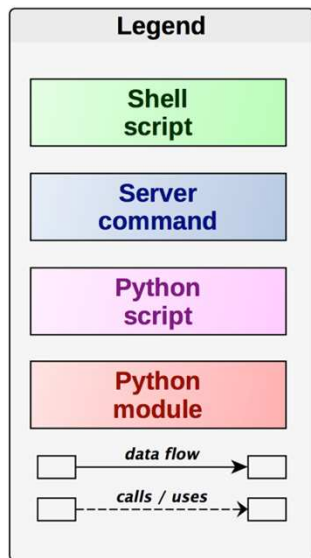 Legend
Shell
script
Server
command
Python
script
Python
module
data flow
calls / uses